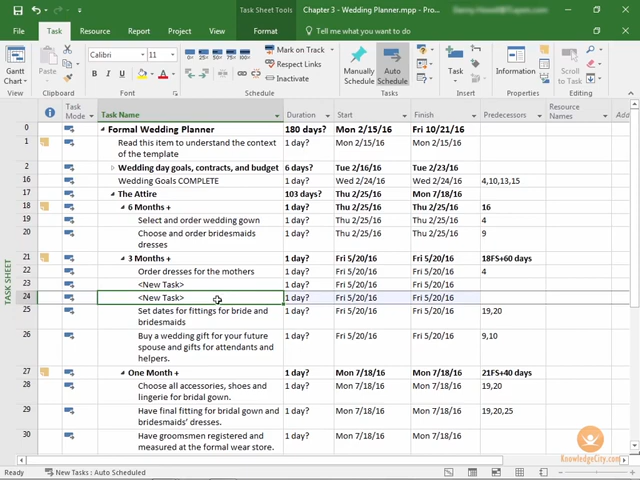 Task Sheet Tools
Chapter 3 - Wedding Planner.mpp - Pro...
File
Task
Resource
Report
Project
View
Format
Tell me what you want to do
Gantt
Chart
Paste
Calibri
11
B I U
Mark on Track
Respect Links
Inactivate
Manually
Schedule
Auto
Schedule
Task
Information
Scroll
to Task
View
Clipboard
Font
Schedule
Tasks
Insert
Properties
Editing
Task
Mode
Task Name
Duration
Start
Finish
Predecessors
Resource
Names
Add
0 Formal Wedding Planner 180 days? Mon 2/15/16 Fri 10/21/16
1 Read this item to understand the context 1 day? Mon 2/15/16 Mon 2/15/16
of the template
2 Wedding day goals, contracts, and budget 6 days? Tue 2/16/16 Tue 2/23/16
16 Wedding Goals COMPLETE 1 day? Wed 2/24/16 Wed 2/24/16 4,10,13,15
17 The Attire 103 days? Thu 2/25/16 Mon 7/18/16
18 6 Months + 1 day? Thu 2/25/16 Thu 2/25/16 16
19 Select and order wedding gown 1 day? Thu 2/25/16 Thu 2/25/16 4
20 Choose and order bridesmaids 1 day? Thu 2/25/16 Thu 2/25/16 9
dresses
21 3 Months + 1 day? Fri 5/20/16 Fri 5/20/16 18FS+60 days
22 Order dresses for the mothers 1 day? Fri 5/20/16 Fri 5/20/16 4
23 <New Task> 1 day? Fri 5/20/16 Fri 5/20/16
24 <New Task> 1 day? Fri 5/20/16 Fri 5/20/16
25 Set dates for fittings for bride and 1 day? Fri 5/20/16 Fri 5/20/16 19,20
bridesmaids
26 Buy a wedding gift for your future 1 day? Fri 5/20/16 Fri 5/20/16 9,10
spouse and gifts for attendants and
helpers.
27 One Month + 1 day? Mon 7/18/16 Mon 7/18/16 21FS+40 days
28 Choose all accessories, shoes and 1 day? Mon 7/18/16 Mon 7/18/16 19,20
lingerie for bridal gown.
29 Have final fitting for bridal gown and 1 day? Mon 7/18/16 Mon 7/18/16 19,20,25
bridesmaids' dresses.
30 Have groomsmen registered and 1 day? Mon 7/18/16 Mon 7/18/16
measured at the formal wear store.
TASK SHEET
KnowledgeCity.com
Ready
New Tasks : Auto Scheduled